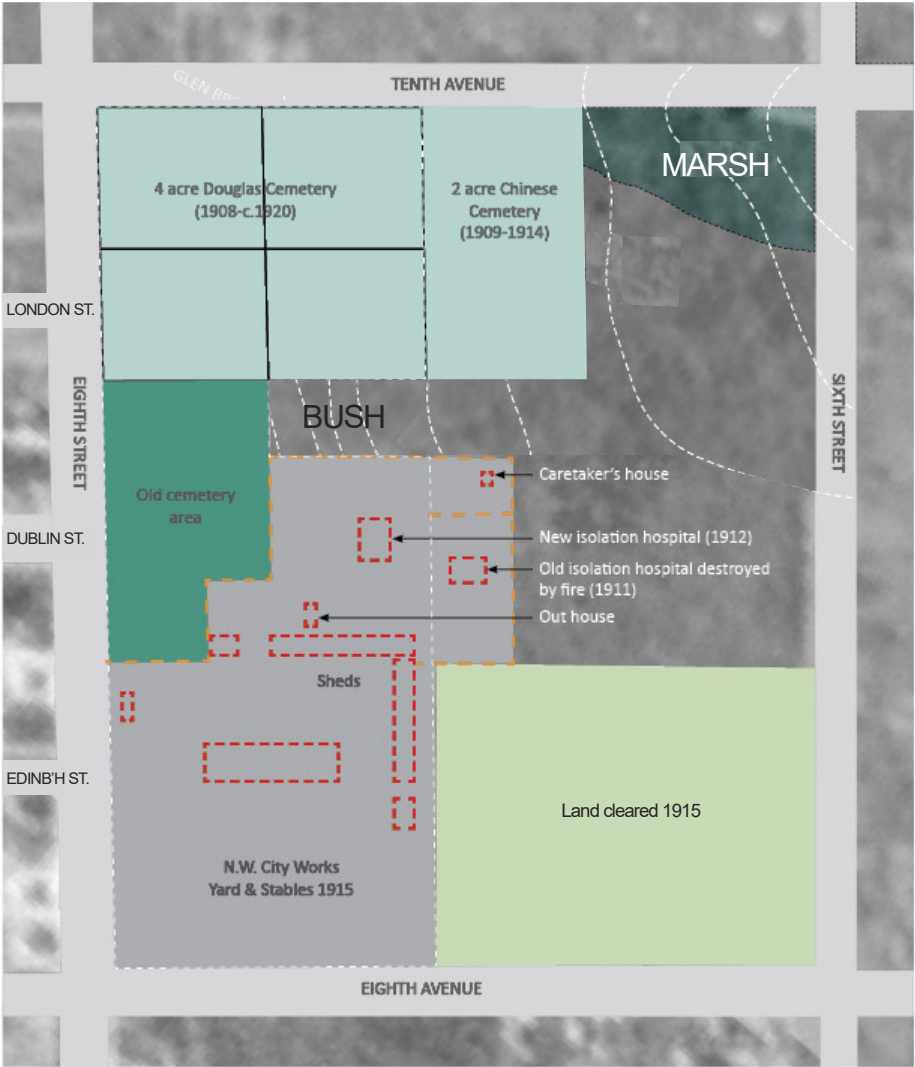 GLEN
TENTH AVENUE
MARSH
4 acre Douglas Cemetery
(1908-c.1920)
2 acre Chinese
Cemetery
(1909-1914)
LONDON ST.
EIGHTH STREET
SIXTH STREET
BUSH
Old cemetery
area
Caretaker's house
DUBLIN ST.
New isolation hospital (1912)
Old isolation hospital destroyed
by fire (1911)
Out house
Sheds
EDINB'H ST.
Land cleared 1915
N.W. City Works
Yard & Stables 1915
EIGHTH AVENUE